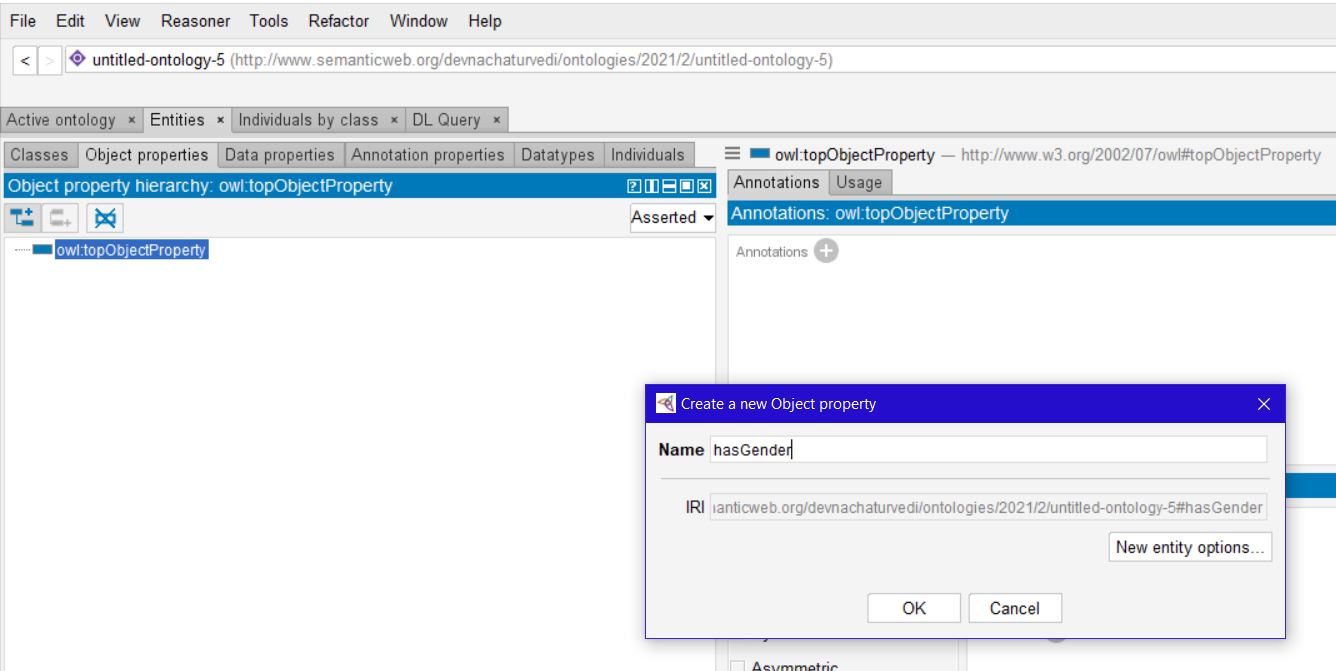 File Edit View Reasoner Tools Refactor Window Help
< > untitled-ontology-5 (http://www.semanticweb.org/devnachaturvedi/ontologies/2021/2/untitled-ontology-5)
Active ontology × Entities × Individuals by class × DL Query ×
Classes Object properties Data properties Annotation properties Datatypes Individuals
Object property hierarchy: owl:topObjectProperty
Asserted
owl:topObjectProperty
owl:topObjectProperty — http://www.w3.org/2002/07/owl#topObjectProperty
Annotations Usage
Annotations: owl:topObjectProperty
Annotations
Create a new Object property
Name hasGender
IRI anticweb.org/devnachaturvedi/ontologies/2021/2/untitled-ontology-5#hasGender
New entity options...
OK Cancel
Asymmetric